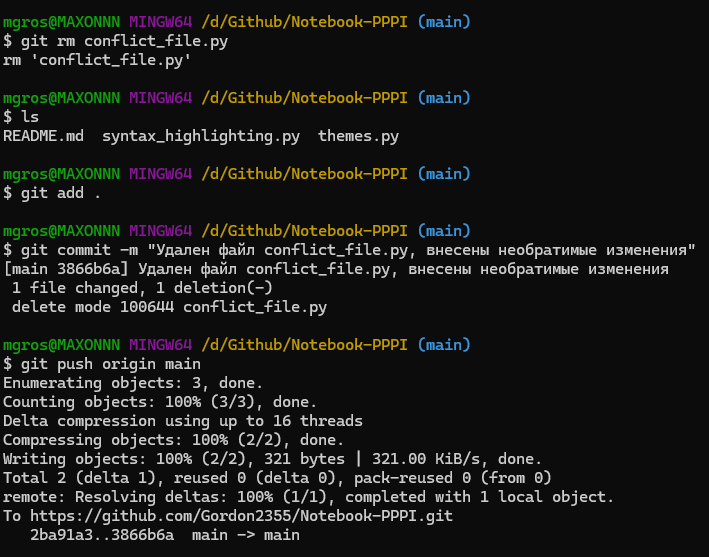 mgros@MAXONNN MINGW64 /d/Github/Notebook-PPPI (main)
$ git rm conflict_file.py
rm 'conflict_file.py'
mgros@MAXONNN MINGW64 /d/Github/Notebook-PPPI (main)
$ ls
README.md  syntax_highlighting.py  themes.py
mgros@MAXONNN MINGW64 /d/Github/Notebook-PPPI (main)
$ git add .
mgros@MAXONNN MINGW64 /d/Github/Notebook-PPPI (main)
$ git commit -m "Удален файл conflict_file.py, внесены необратимые изменения"
[main 3866b6a] Удален файл conflict_file.py, внесены необратимые изменения
 1 file changed, 1 deletion(-)
 delete mode 100644 conflict_file.py
mgros@MAXONNN MINGW64 /d/Github/Notebook-PPPI (main)
$ git push origin main
Enumerating objects: 3, done.
Counting objects: 100% (3/3), done.
Delta compression using up to 16 threads
Compressing objects: 100% (2/2), done.
Writing objects: 100% (2/2), 321 bytes | 321.00 KiB/s, done.
Total 2 (delta 1), reused 0 (delta 0), pack-reused 0 (from 0)
remote: Resolving deltas: 100% (1/1), completed with 1 local object.
To https://github.com/Gordon2355/Notebook-PPPI.git
   2ba91a3..3866b6a  main -> main